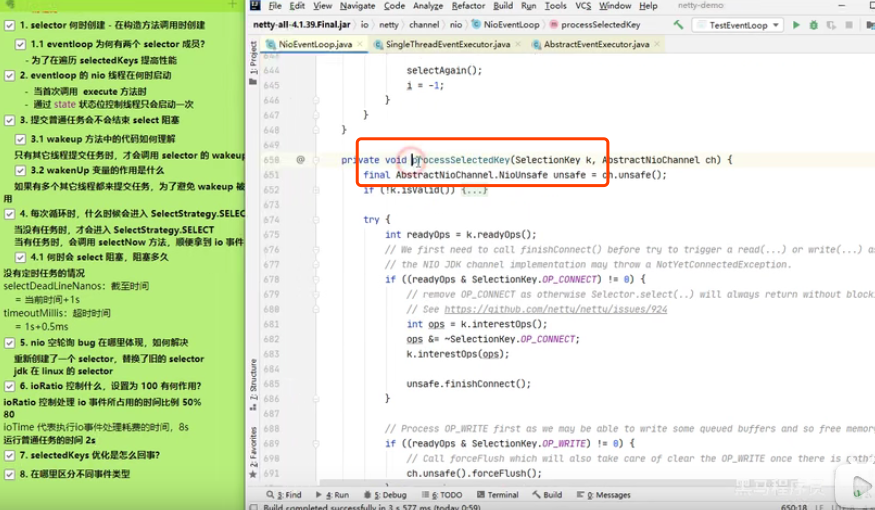 1. selector 何时创建 - 在构造方法调用时创建
1.1 eventloop 为何有两个 selector 成员?
- 为了在遍历 selectedKeys 提高性能
2. eventloop 的 nio 线程在何时启动
- 当首次调用 execute 方法时
- 通过 state 状态位控制线程只会启动一次
3. 提交普通任务会不会结束 select 阻塞
3.1 wakeup 方法中的代码如何理解
只有其它线程提交任务时,才会调用 selector 的 wakeup
3.2 wakenUp 变量的作用是什么
如果有多个其它线程都来提交任务,为了避免 wakeup 被
用
4. 每次循环时,什么时候会进入 SelectStrategy.SELEC
当没有任务时,才会进入 SelectStrategy.SELECT
当有任务时,会调用 selectNow 方法,顺便拿到 io 事件
4.1 何时会 select 阻塞,阻塞多久
没有定时任务的情况
selectDeadLineNanos:截至时间
= 当前时间+1s
timeoutMillis:超时时间
= 1s+0.5ms
5. nio 空轮询 bug 在哪里体现,如何解决
重新创建了一个 selector,替换了旧的 selector
jdk 在 linux 的 selector
6. ioRatio 控制什么,设置为 100 有何作用?
ioRatio 控制处理 io 事件所占用的时间比例 50%
80
ioTime 代表执行io事件处理耗费的时间,8s
运行普通任务的时间 2s
7. selectedKeys 优化是怎么回事?
8. 在哪里区分不同事件类型
File Edit View Navigate Code Analyze Refactor Build Run Tools VCS Window Help netty-demo
netty-all-4.1.39.Final.jar io netty channel nio NioEventLoop processSelectedKey TestEventLoop
NioEventLoop.java SingleThreadEventExecutor.java AbstractEventExecutor.java
1: Project
7: Structure
2: Favorites
644 selectAgain();
645 i = -1;
646 }
647 }
648 }
649
650 @ private void processSelectedKey(SelectionKey k, AbstractNioChannel ch) {
651 final AbstractNioChannel.NioUnsafe unsafe = ch.unsafe();
652 if (!k.isValid()) {...}
673
674 try {
675 int readyOps = k.readyOps();
676 // We first need to call finishConnect() before try to trigger a read(...) or write(...) as
677 // the NIO JDK channel implementation may throw a NotYetConnectedException.
678 if ((readyOps & SelectionKey.OP_CONNECT) != 0) {
679 // remove OP_CONNECT as otherwise Selector.select(..) will always return without block
680 // See https://github.com/netty/netty/issues/924
681 int ops = k.interestOps();
682 ops &= ~SelectionKey.OP_CONNECT;
683 k.interestOps(ops);
684
685 unsafe.finishConnect();
686 }
687
688 // Process OP_WRITE first as we may be able to write some queued buffers and so free memory
689 if ((readyOps & SelectionKey.OP_WRITE) != 0) {
690 // Call forceFlush which will also take care of clear the OP_WRITE once there is
691 ch.unsafe().forceFlush();
3: Find 4: Run 5: Debug 6: TODO Terminal Build 0: Messages
Build completed successfully in 3 s 577 ms (today 0:59) 650:18